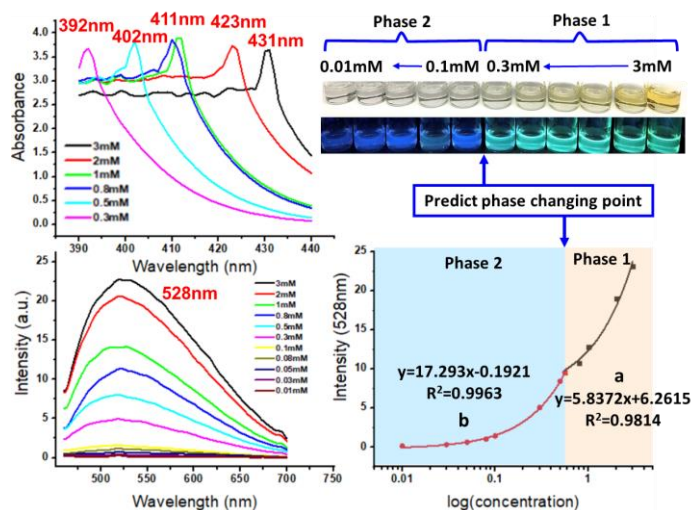 392nm
402nm
411nm
423nm
431nm
Absorbance
4.0
3.5
3.0
2.5
2.0
1.5
1.0
0.5
0.0
3mM
2mM
1mM
0.8mM
0.5mM
0.3mM
390 400 410 420 430 440
Wavelength (nm)
Phase 2 Phase 1
0.01mM 0.1mM 0.3mM 3mM
Predict phase changing point
Intensity (a.u.)
25
20
15
10
5
0
528nm
3mM
2mM
1mM
0.8mM
0.5mM
0.3mM
0.1mM
0.08mM
0.05mM
0.03mM
0.01mM
500 550 600 650 700 750
Wavelength (nm)
Intensity (528nm)
25
20
15
10
5
0
Phase 2 Phase 1
y=17.293x-0.1921
R²=0.9963
b
a
y=5.8372x+6.2615
R²=0.9814
0.01 0.1 1
log(concentration)